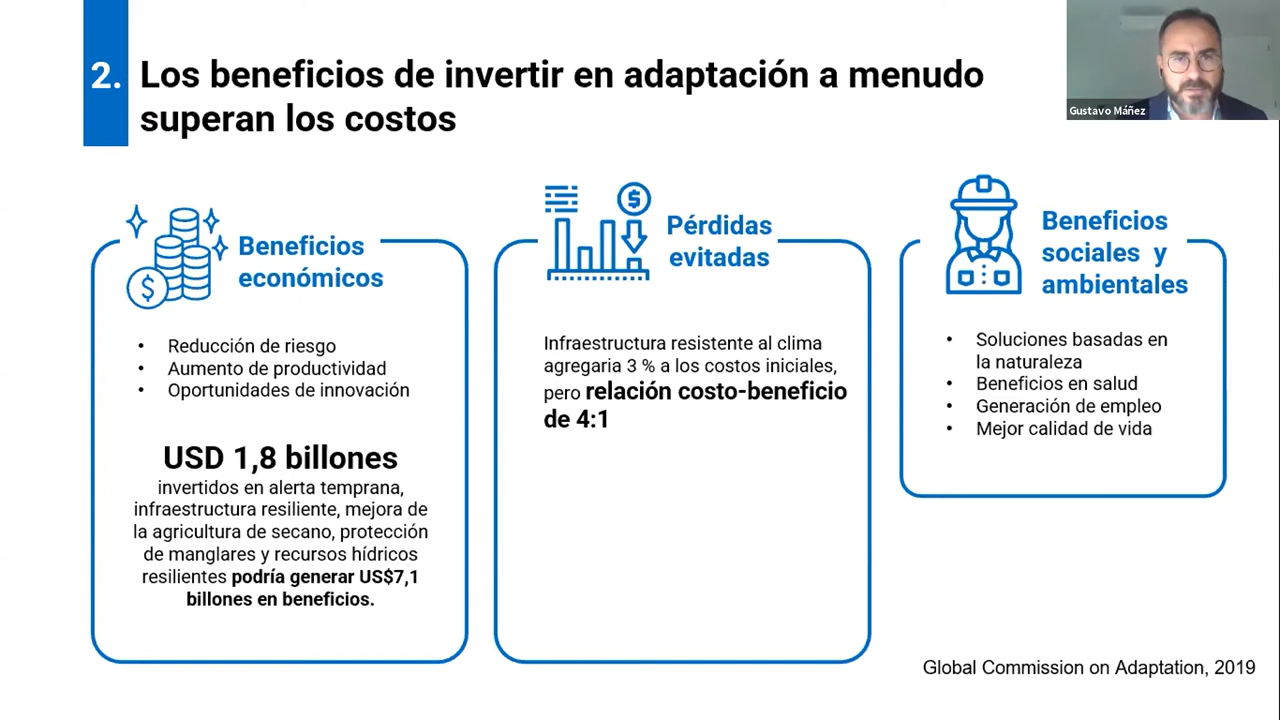 2. Los beneficios de invertir en adaptación a menudo
superan los costos
Gustavo Máñez
Beneficios
económicos
• Reducción de riesgo
• Aumento de productividad
• Oportunidades de innovación
USD 1,8 billones
invertidos en alerta temprana,
infraestructura resiliente, mejora de
la agricultura de secano, protección
de manglares y recursos hídricos
resilientes podría generar US$7,1
billones en beneficios.
Pérdidas
evitadas
Infraestructura resistente al clima
agregaria 3 % a los costos iniciales,
pero relación costo-beneficio
de 4:1
Beneficios
sociales y
ambientales
• Soluciones basadas en
la naturaleza
• Beneficios en salud
• Generación de empleo
• Mejor calidad de vida
Global Commission on Adaptation, 2019